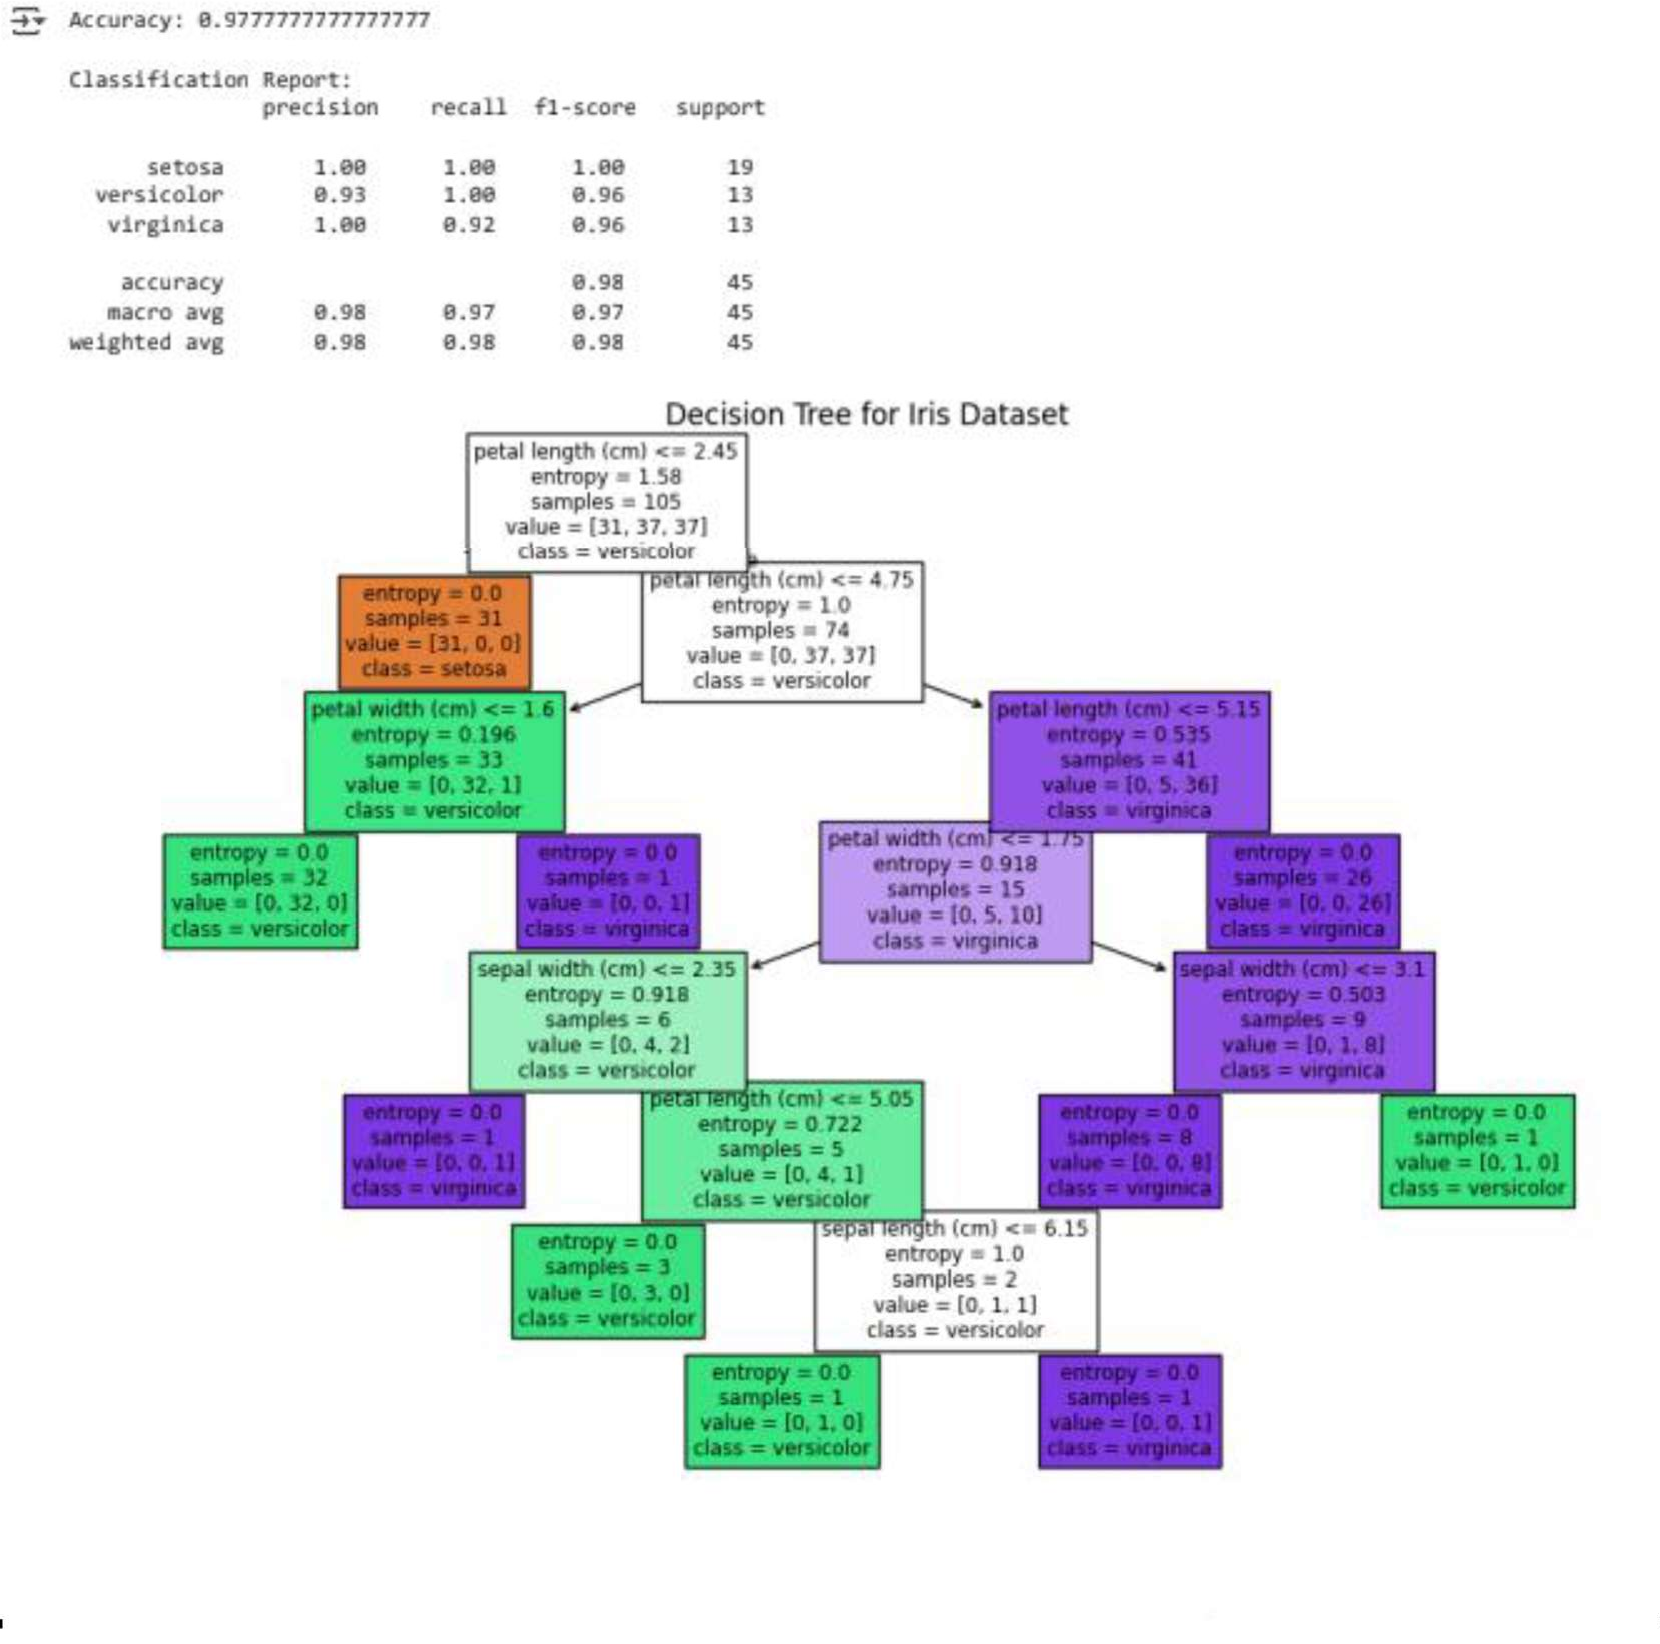 Accuracy: 0.9777777777777777
Classification Report:
precision recall f1-score support
setosa 1.00 1.00 1.00 19
versicolor 0.93 1.00 0.96 13
virginica 1.00 0.92 0.96 13
accuracy 0.98 45
macro avg 0.98 0.97 0.97 45
weighted avg 0.98 0.98 0.98 45
Decision Tree for Iris Dataset
petal length (cm) <= 2.45
entropy = 1.58
samples = 105
value = [31, 37, 37]
class = versicolor
entropy = 0.0
samples = 31
value = [31, 0, 0]
class = setosa
petal length (cm) <= 4.75
entropy = 1.0
samples = 74
value = [0, 37, 37]
class = versicolor
petal width (cm) <= 1.6
entropy = 0.196
samples = 33
value = [0, 32, 1]
class = versicolor
petal length (cm) <= 5.15
entropy = 0.535
samples = 41
value = [0, 5, 36]
class = virginica
entropy = 0.0
samples = 32
value = [0, 32, 0]
class = versicolor
entropy = 0.0
samples = 1
value = [0, 0, 1]
class = virginica
petal width (cm) <= 1.75
entropy = 0.918
samples = 15
value = [0, 5, 10]
class = virginica
entropy = 0.0
samples = 26
value = [0, 0, 26]
class = virginica
sepal width (cm) <= 2.35
entropy = 0.918
samples = 6
value = [0, 4, 2]
class = versicolor
sepal width (cm) <= 3.1
entropy = 0.503
samples = 9
value = [0, 1, 8]
class = virginica
entropy = 0.0
samples = 1
value = [0, 0, 1]
class = virginica
petal length (cm) <= 5.05
entropy = 0.722
samples = 5
value = [0, 4, 1]
class = versicolor
entropy = 0.0
samples = 8
value = [0, 0, 8]
class = virginica
entropy = 0.0
samples = 1
value = [0, 1, 0]
class = versicolor
entropy = 0.0
samples = 3
value = [0, 3, 0]
class = versicolor
sepal length (cm) <= 6.15
entropy = 1.0
samples = 2
value = [0, 1, 1]
class = versicolor
entropy = 0.0
samples = 1
value = [0, 1, 0]
class = versicolor
entropy = 0.0
samples = 1
value = [0, 0, 1]
class = virginica